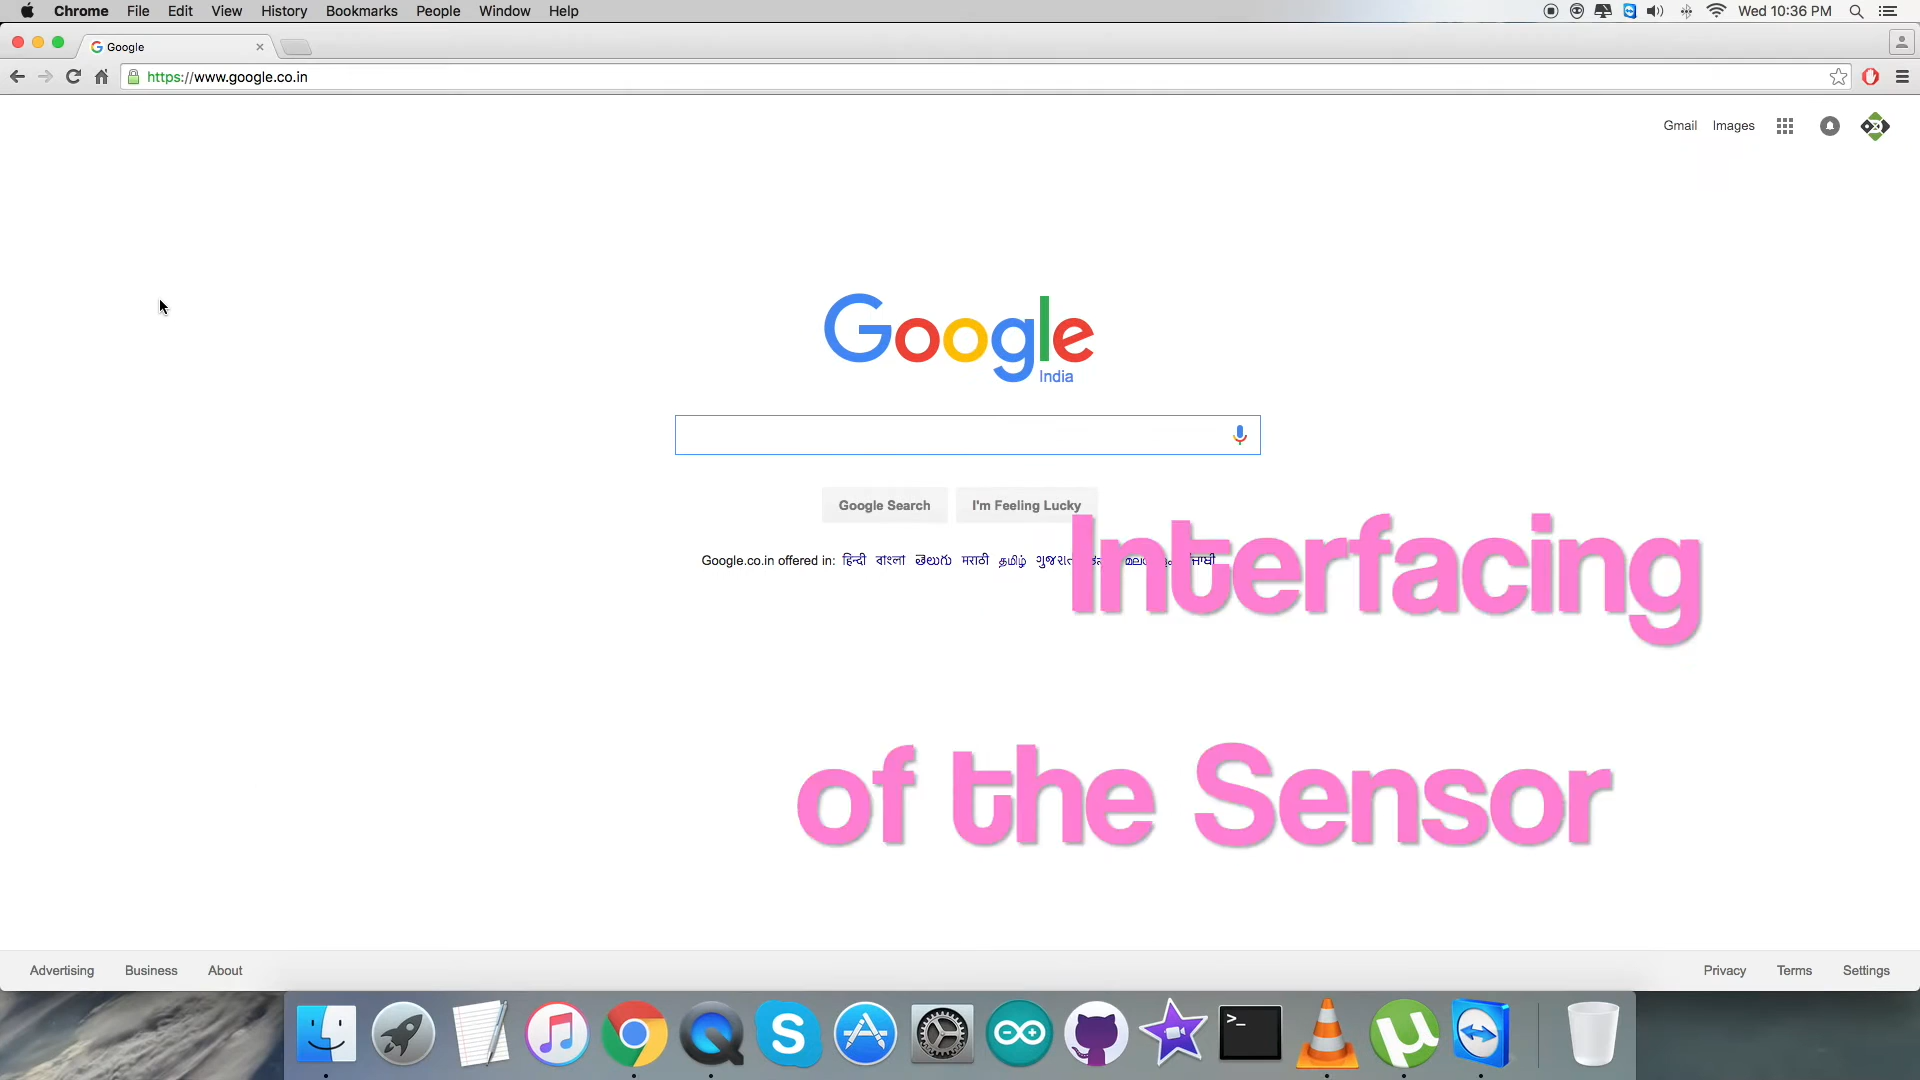 Chrome File Edit View History Bookmarks People Window Help Wed 10:36 PM
Google
https://www.google.co.in
Gmail Images
Google
India
Google Search I'm Feeling Lucky
Google.co.in offered in: हिन्दी বাংলা తెలుగు मराठी தமிழ்
Interfacing
of the Sensor
Advertising Business About Privacy Terms Settings